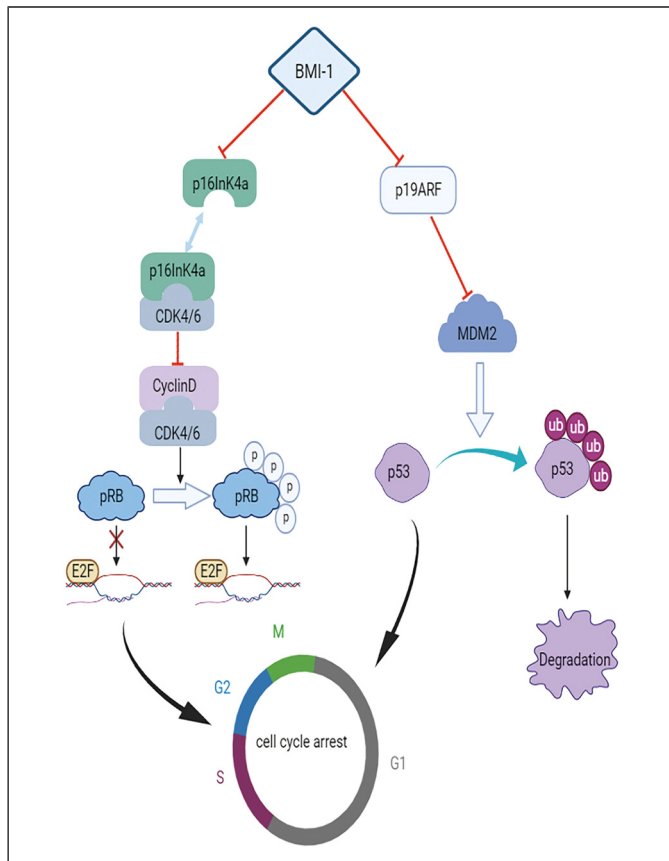 BMI-1
p16InK4a
p19ARF
p16InK4a
CDK4/6
MDM2
CyclinD
CDK4/6
ub
ub
ub
ub
p53
p53
pRB
pRB
p
p
p
p
E2F
E2F
Degradation
M
G2
cell cycle arrest
G1
S